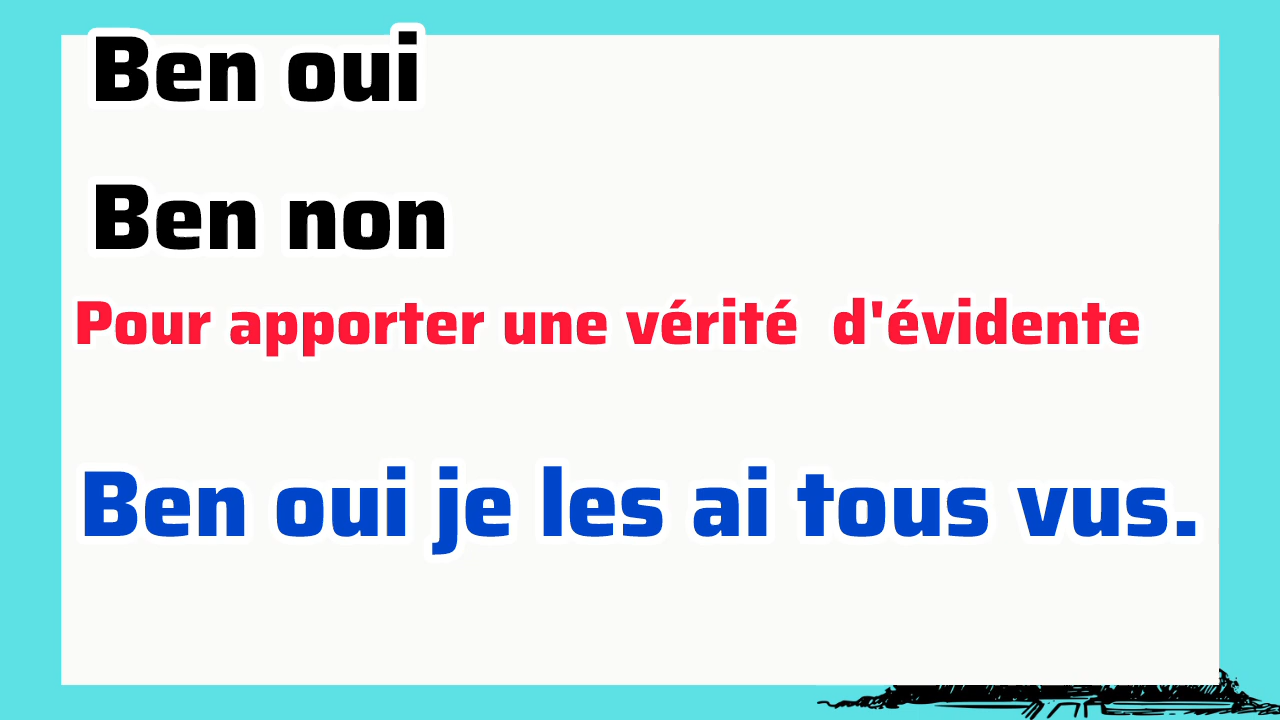 Ben oui
Ben non
Pour apporter une vérité d'évidente
Ben oui je les ai tous vus.